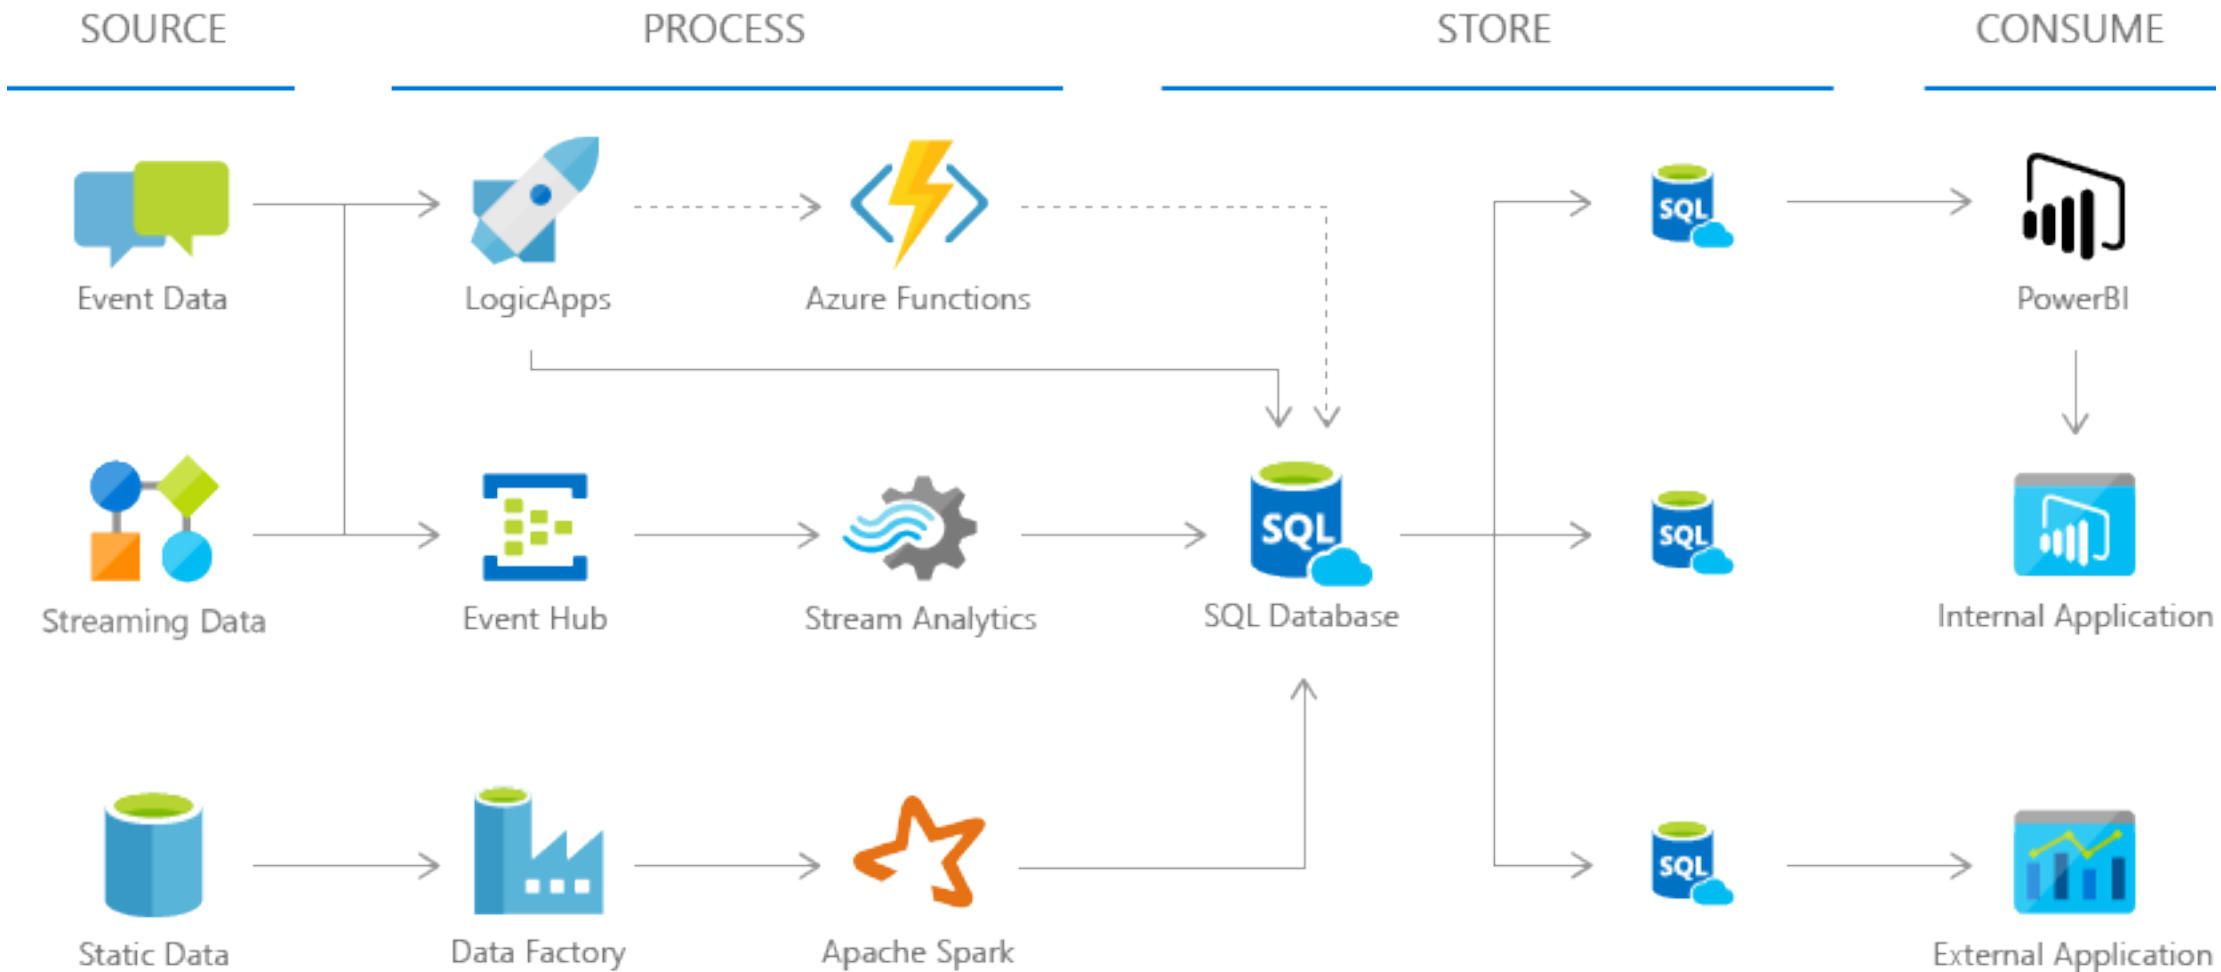 SOURCE PROCESS STORE CONSUME
SQL
Event Data LogicApps Azure Functions PowerBI
SQL SQL
Streaming Data Event Hub Stream Analytics SQL Database Internal Application
SQL
Static Data Data Factory Apache Spark External Application